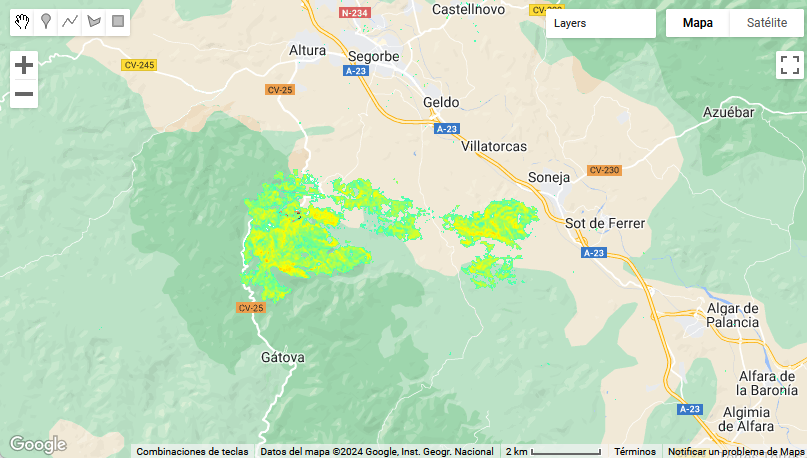 Castellnovo
N-234
Layers
Mapa
Satélite
Altura
Segorbe
CV-245
A-23
CV-25
Geldo
Azuébar
A-23
Villatorcas
CV-230
Soneja
Sot de Ferrer
A-23
CV-25
Algar de
Palancia
Gátova
Alfara de
la Baronía
A-23
Algimia
de Alfara
Google
Combinaciones de teclas
Datos del mapa ©2024 Google, Inst. Geogr. Nacional
2 km
Términos
Notificar un problema de Maps